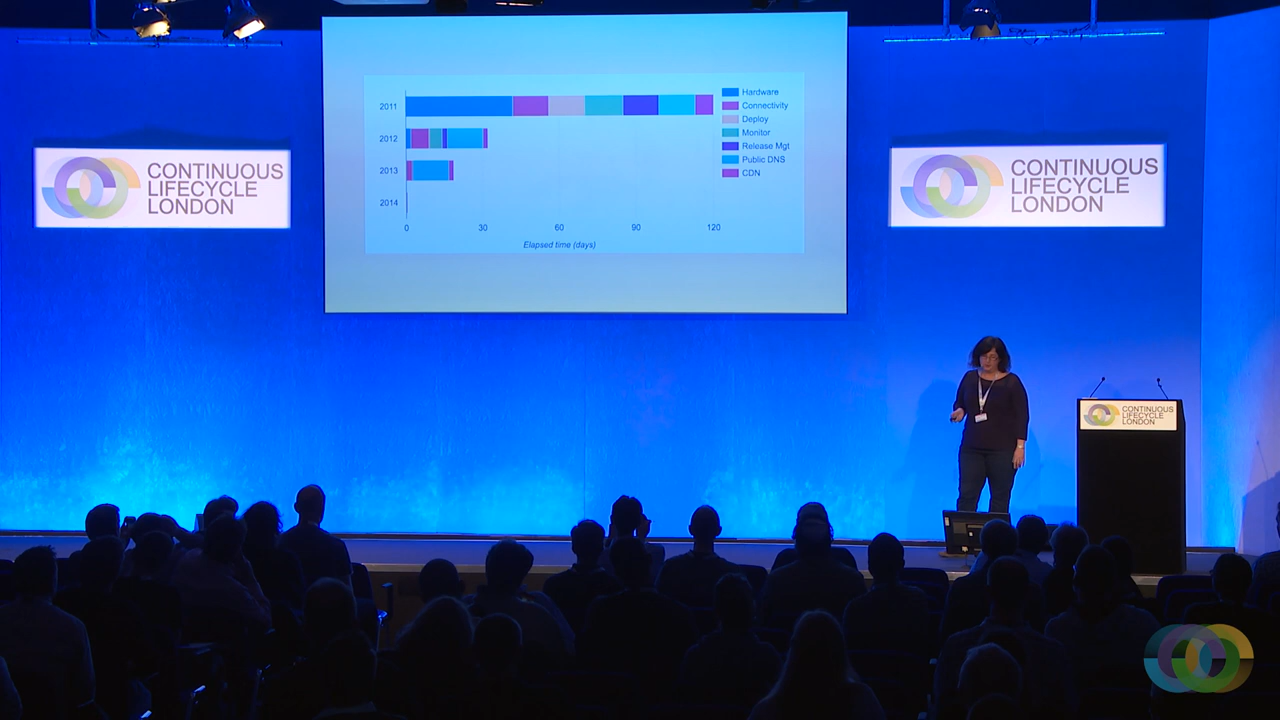 2011
2012
2013
2014
0 30 60 90 120
Elapsed time (days)
Hardware
Connectivity
Deploy
Monitor
Release Mgt
Public DNS
CDN
CONTINUOUS
LIFECYCLE
LONDON
CONTINUOUS
LIFECYCLE
LONDON
CONTINUOUS
LIFECYCLE
LONDON